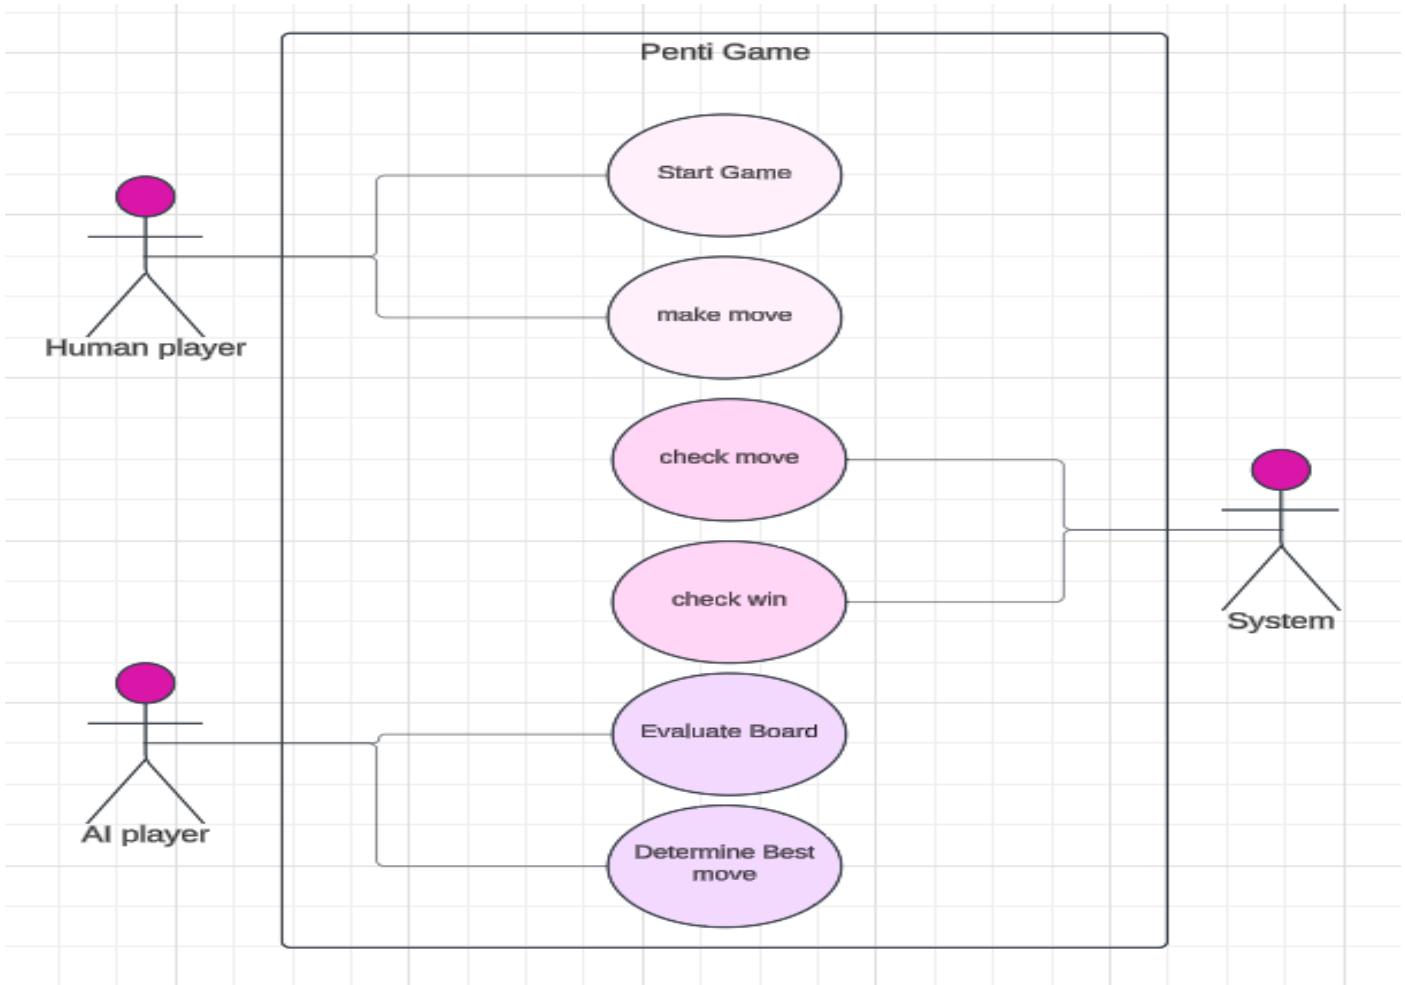 Penti Game
Start Game
make move
Human player
check move
check win
System
Evaluate Board
AI player
Determine Best
move